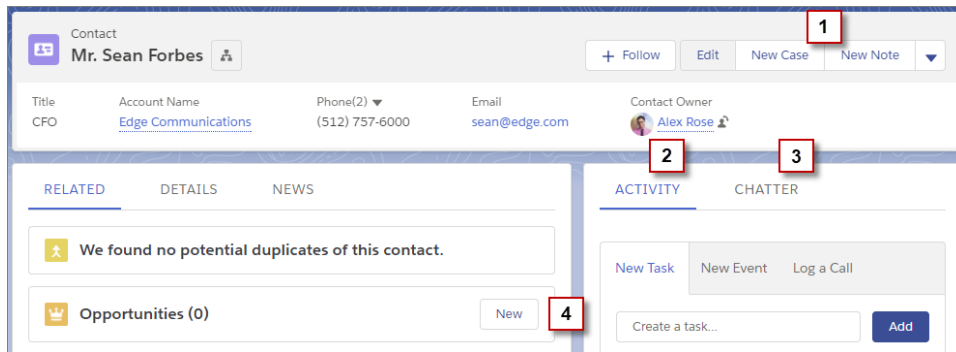 Contact
1
Mr. Sean Forbes
+ Follow Edit New Case New Note
Title Account Name Phone(2) Email Contact Owner
CFO Edge Communications (512) 757-6000 sean@edge.com Alex Rose
2 3
RELATED DETAILS NEWS
ACTIVITY CHATTER
We found no potential duplicates of this contact.
New Task New Event Log a Call
Opportunities (0) New 4
Create a task... Add